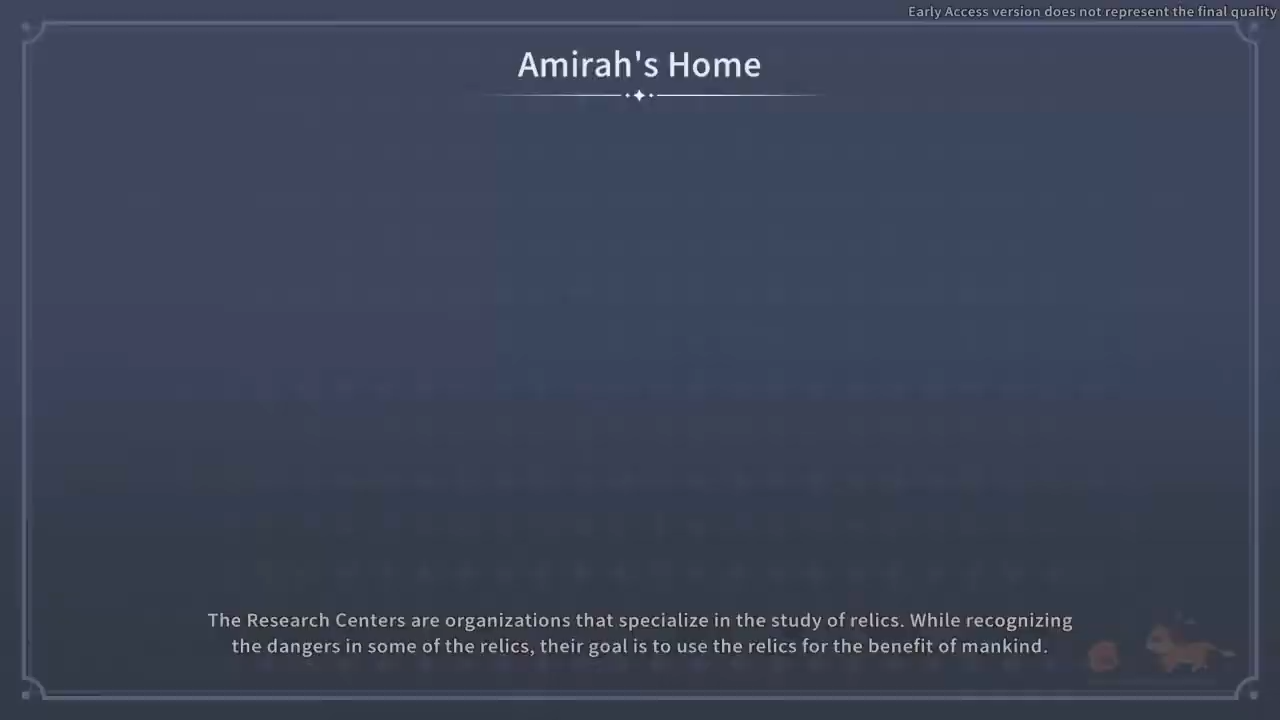 Early Access version does not represent the final quality
Amirah's Home
The Research Centers are organizations that specialize in the study of relics. While recognizing
the dangers in some of the relics, their goal is to use the relics for the benefit of mankind.